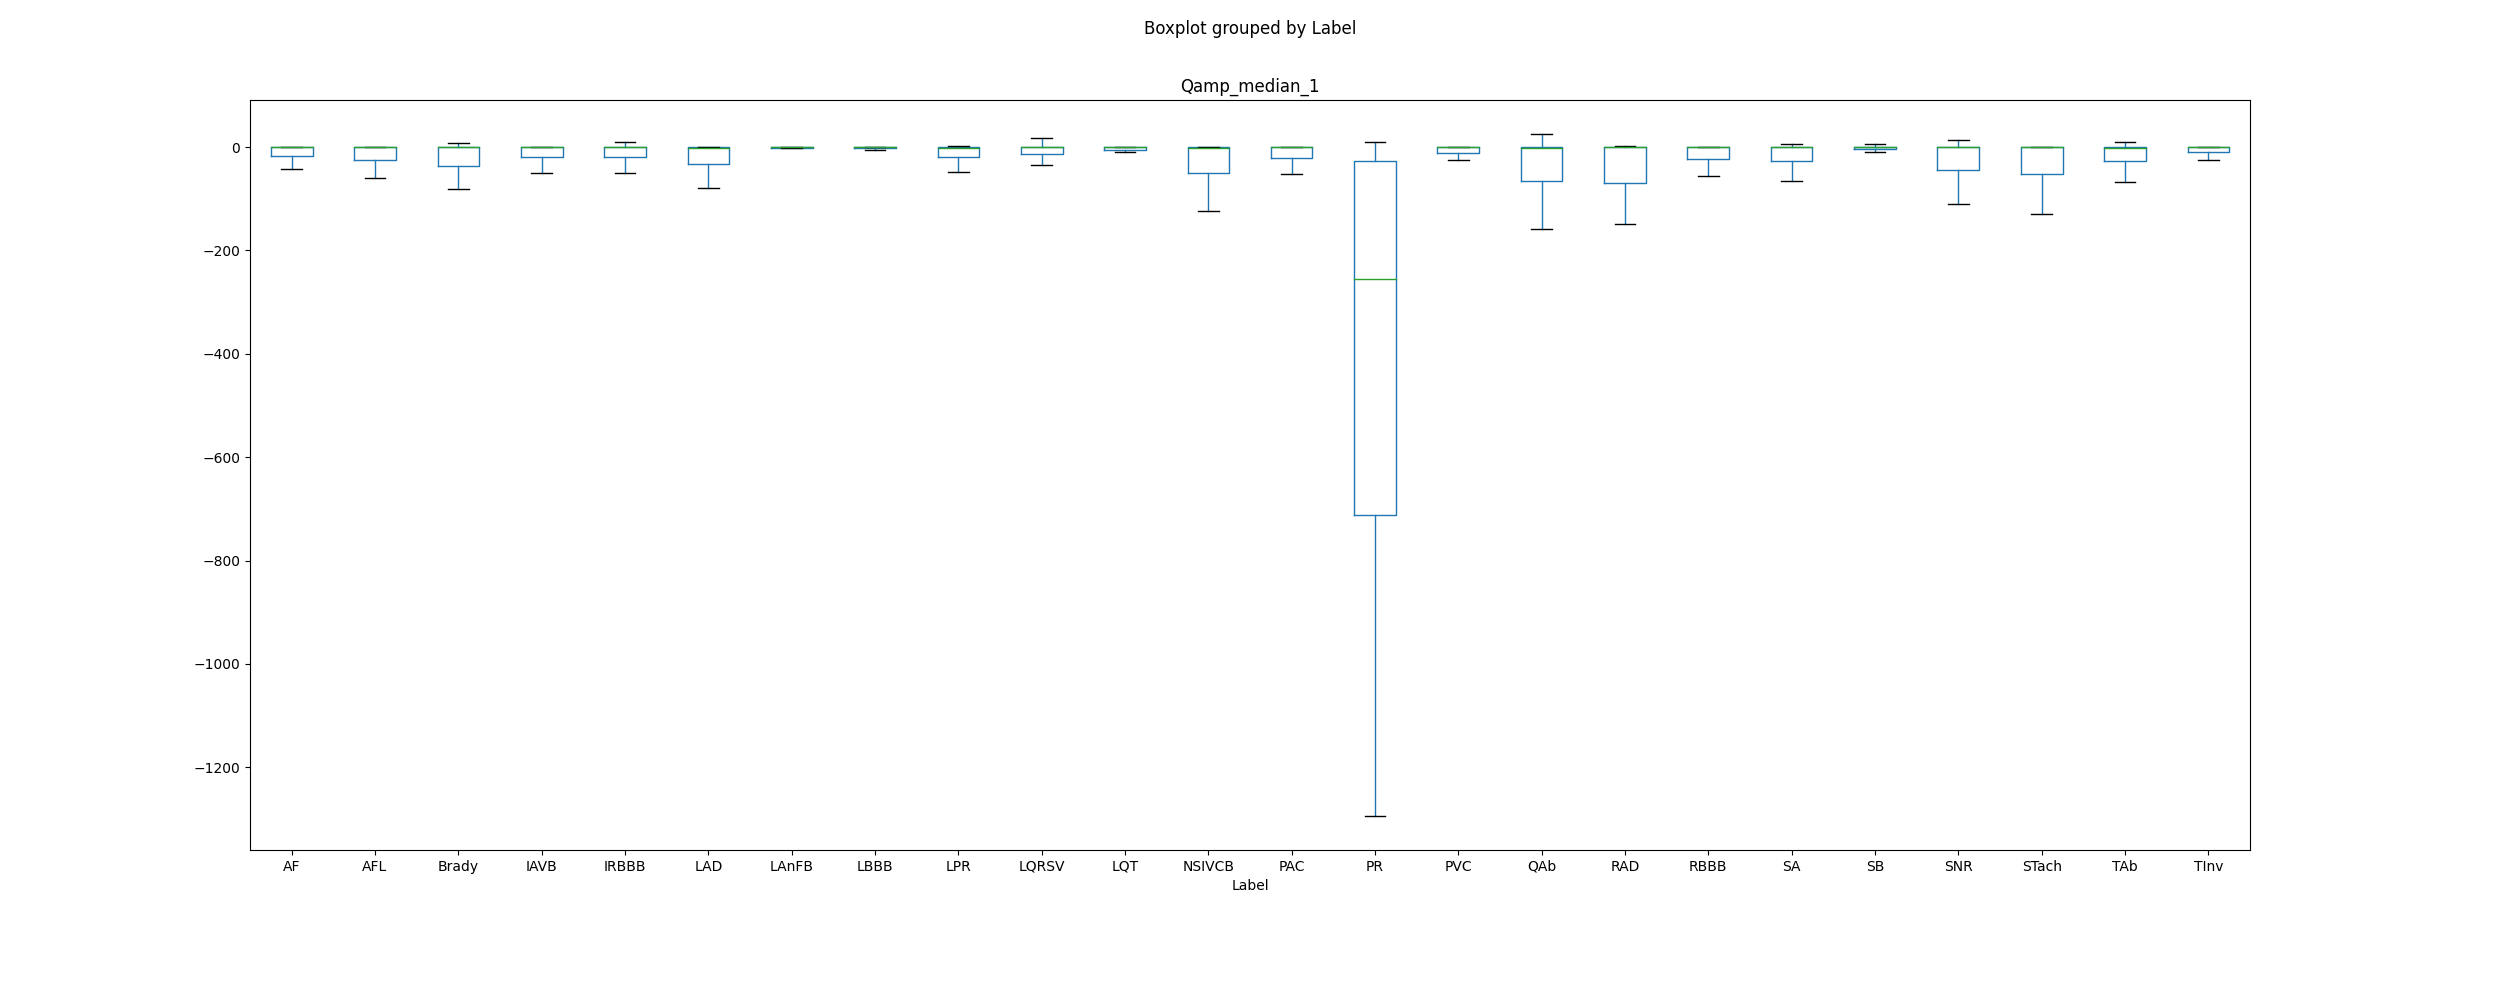 Boxplot grouped by Label
Qamp_median_1
0
−200
−400
−600
−800
−1000
−1200
AF AFL Brady IAVB IRBBB LAD LAnFB LBBB LPR LQRSV LQT NSIVCB PAC PR PVC QAb RAD RBBB SA SB SNR STach TAb TInv
Label